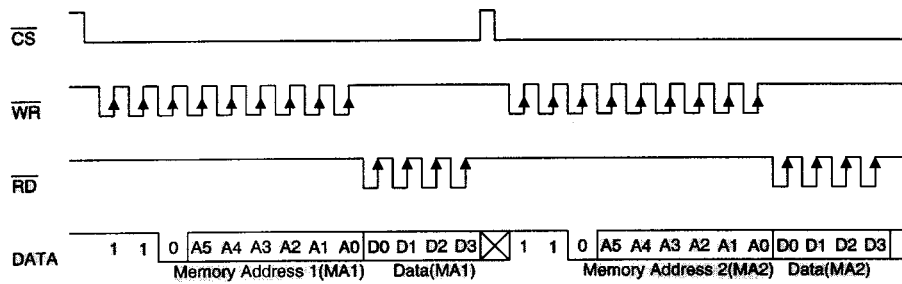 CS
WR
RD
DATA 1 1 0 A5 A4 A3 A2 A1 A0 D0 D1 D2 D3 1 1 0 A5 A4 A3 A2 A1 A0 D0 D1 D2 D3
Memory Address 1(MA1) Data(MA1) Memory Address 2(MA2) Data(MA2)